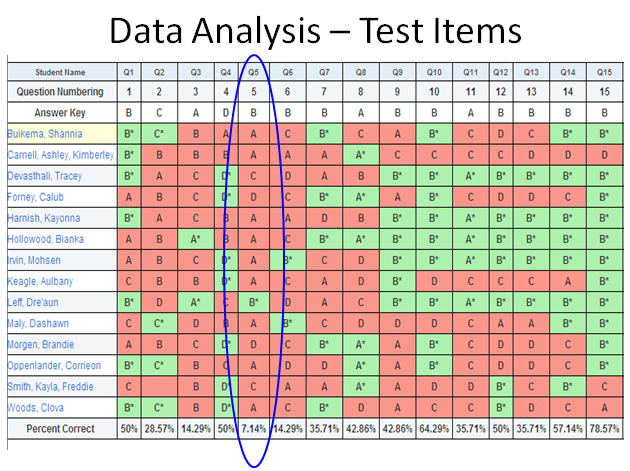 Data Analysis – Test Items
Student Name Q1 Q2 Q3 Q4 Q5 Q6 Q7 Q8 Q9 Q10 Q11 Q12 Q13 Q14 Q15
Question Numbering 1 2 3 4 5 6 7 8 9 10 11 12 13 14 15
Answer Key B C A D B B B A B B A B B B B
Buikema, Shannia B* C* B A A C B* C A B* C D C B* B*
Carnell, Ashley, Kimberley B* B B B A A A A* C C C C D D D
Devasthali, Tracey B* A C D* C D A B B* B* A* B* B* B* B*
Forney, Calub A B C D* D C B* A* A B* C D D C B*
Harnish, Kayonna B* A C B A A D B B* B* A* B* B* B* B*
Hollowood, Bianka A B A* B A C B* A* B* B* A* B* B* B* B*
Irvin, Mohsen A B C D* A B* C D B* B* A* B* B* B* B*
Keagle, Aulbany C B B D* A C A D B* D C C C A B*
Leff, Dre'aun B* D A* C B* D A C B* B* A* B* B* B* B*
Maly, Dashawn C C* D B A B* C D D D C A A B* B*
Morgen, Brandie A B C D* D C B* A* A B* C D D C B*
Oppenlander, Corrieon B* C* B C A D D A* A B* C D D C B*
Smith, Kayla, Freddie C B D* C A A A* A D D B* C B* C
Woods, Clova B* C* B D* A C B* D A C C B* D C A
Percent Correct 50% 28.57% 14.29% 50% 7.14% 14.29% 35.71% 42.86% 42.86% 64.29% 35.71% 50% 35.71% 57.14% 78.57%